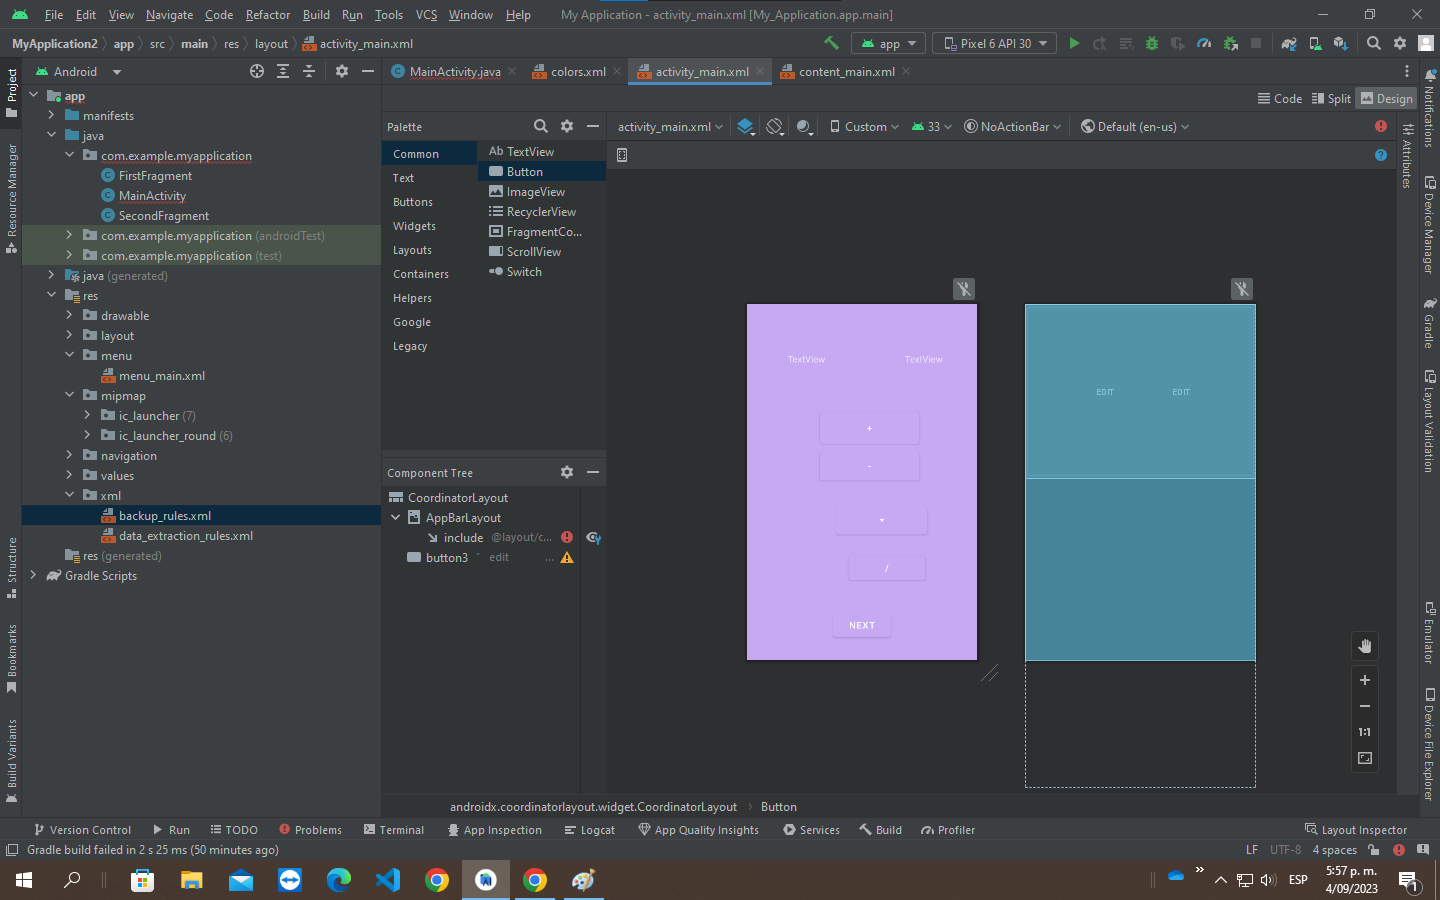 File Edit View Navigate Code Refactor Build Run Tools VCS Window Help My Application - activity_main.xml [My_Application.app.main]
MyApplication2 app src main res layout activity_main.xml app Pixel 6 API 30
Project
Android
MainActivity.java colors.xml activity_main.xml content_main.xml
app
manifests
java
com.example.myapplication
FirstFragment
MainActivity
SecondFragment
com.example.myapplication (androidTest)
com.example.myapplication (test)
java (generated)
res
drawable
layout
menu
menu_main.xml
mipmap
ic_launcher (7)
ic_launcher_round (6)
navigation
values
xml
backup_rules.xml
data_extraction_rules.xml
res (generated)
Gradle Scripts
Resource Manager
Structure
Bookmarks
Build Variants
Code Split Design
Palette
Common
Text
Buttons
Widgets
Layouts
Containers
Helpers
Google
Legacy
Ab TextView
Button
ImageView
RecyclerView
FragmentCo...
ScrollView
Switch
activity_main.xml Custom 33 NoActionBar Default (en-us)
Component Tree
CoordinatorLayout
AppBarLayout
include @layout/c...
button3 edit ...
TextView TextView
+
-
*
/
NEXT
EDIT EDIT
1:1
androidx.coordinatorlayout.widget.CoordinatorLayout Button
Attributes
Notifications
Device Manager
Gradle
Layout Validation
Emulator
Device File Explorer
Version Control Run TODO Problems Terminal App Inspection Logcat App Quality Insights Services Build Profiler Layout Inspector
Gradle build failed in 2 s 25 ms (50 minutes ago) LF UTF-8 4 spaces
ESP
5:57 p. m.
4/09/2023
1